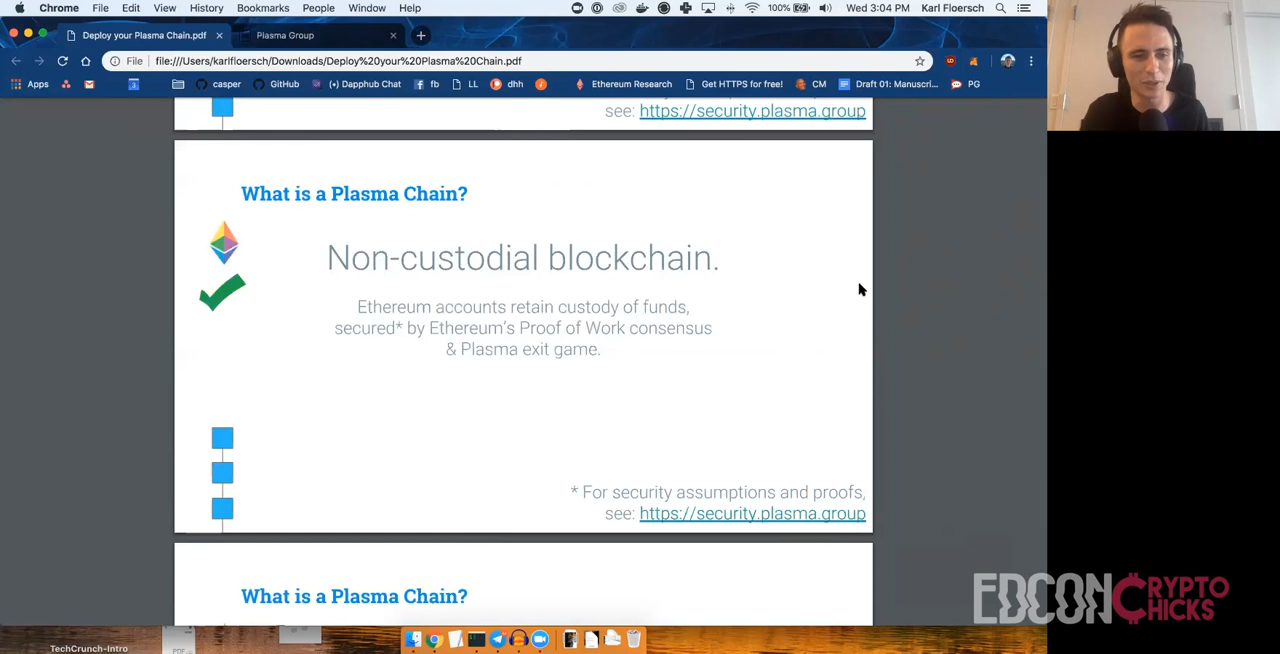 Chrome File Edit View History Bookmarks People Window Help 100% Wed 3:04 PM Karl Floersch
Deploy your Plasma Chain.pdf Plasma Group
File file:///Users/karlfloersch/Downloads/Deploy%20your%20Plasma%20Chain.pdf
Apps casper GitHub (•) Dapphub Chat fb LL dhh Ethereum Research Get HTTPS for free! CM Draft 01: Manuscri... PG
see: https://security.plasma.group
What is a Plasma Chain?
Non-custodial blockchain.
Ethereum accounts retain custody of funds,
secured* by Ethereum's Proof of Work consensus
& Plasma exit game.
* For security assumptions and proofs,
see: https://security.plasma.group
What is a Plasma Chain?
EDCON CRYPTO
CHICKS
TechCrunch-Intro
PDF